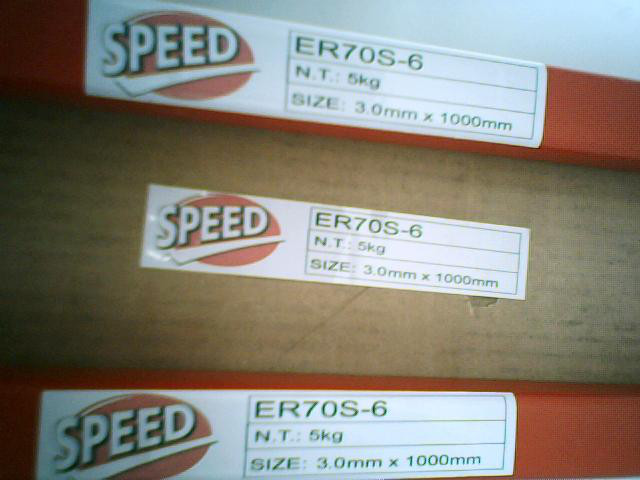 SPEED
ER70S-6
N.T.: 5kg
SIZE: 3.0mm x 1000mm
SPEED
ER70S-6
N.T.: 5kg
SIZE: 3.0mm x 1000mm
SPEED
ER70S-6
N.T.: 5kg
SIZE: 3.0mm x 1000mm